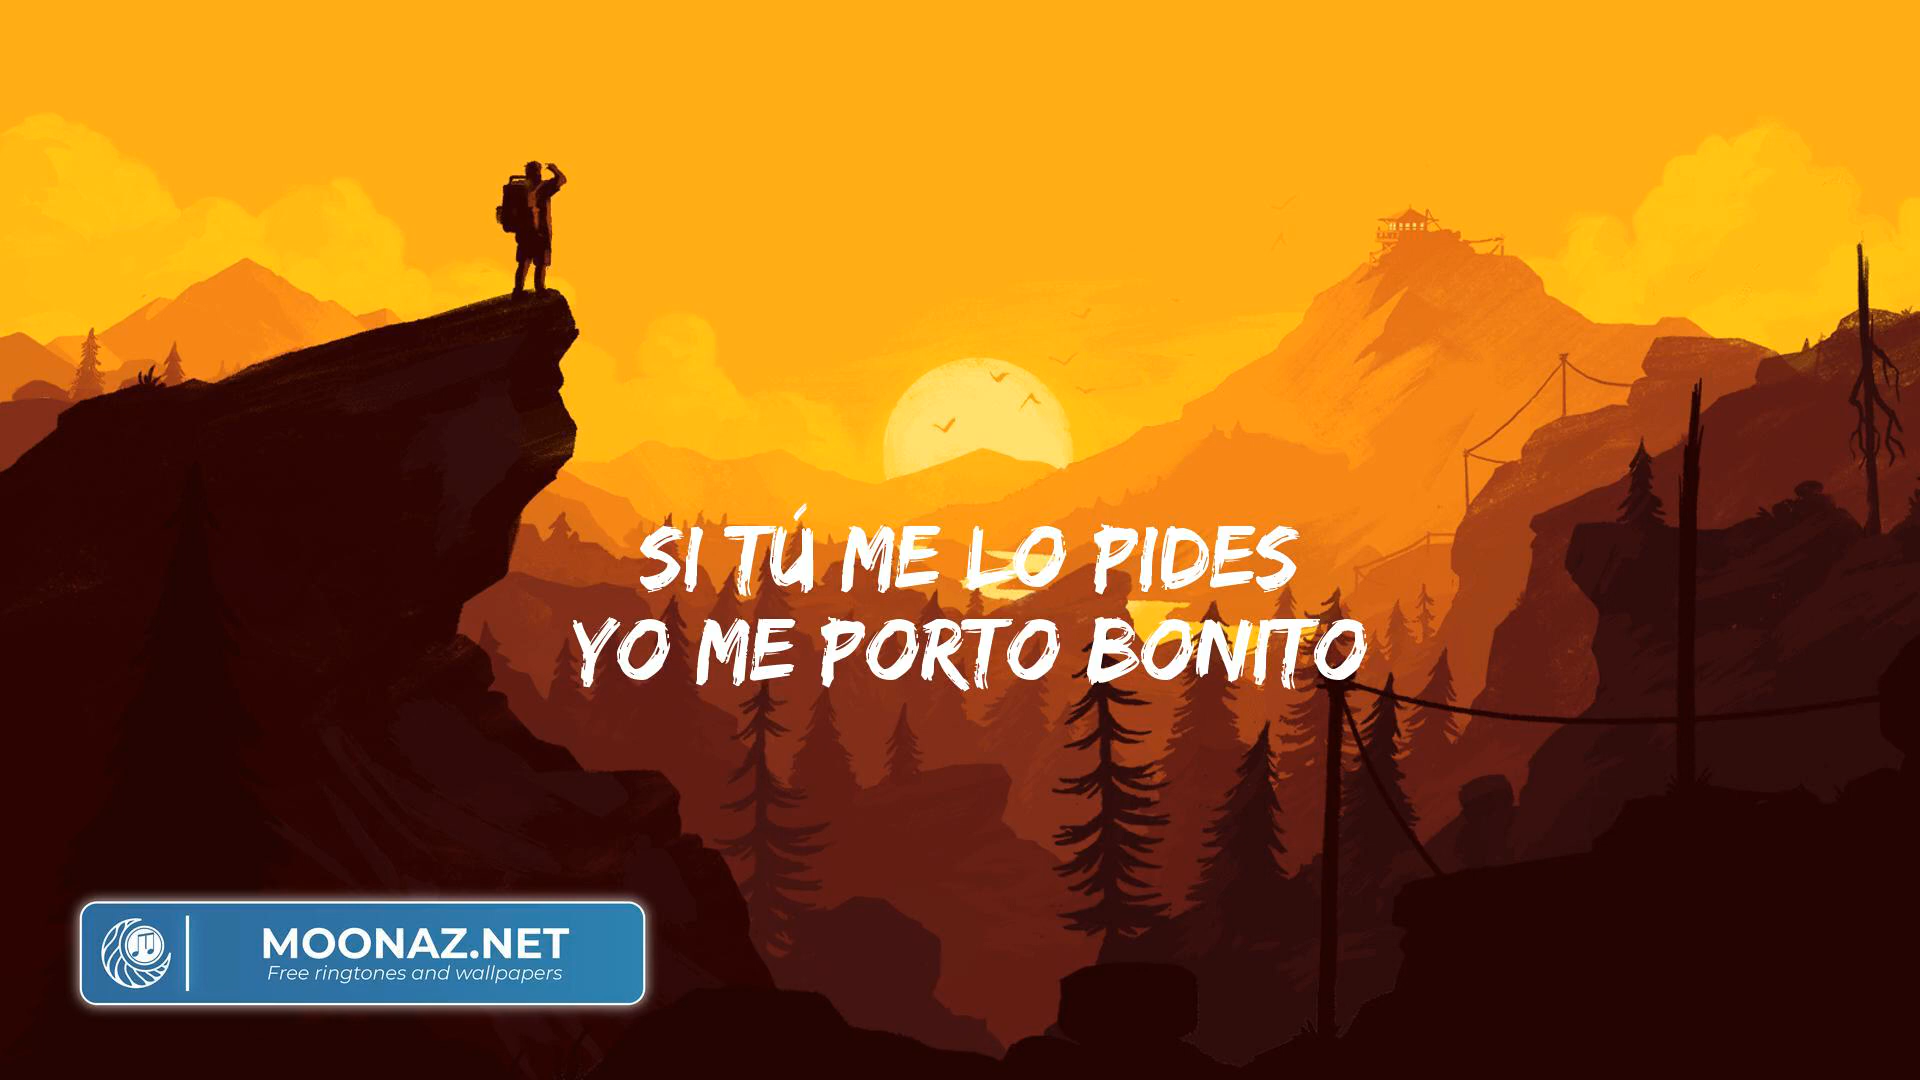 SI TÚ ME LO PIDES
YO ME PORTO BONITO
MOONAZ.NET
Free ringtones and wallpapers